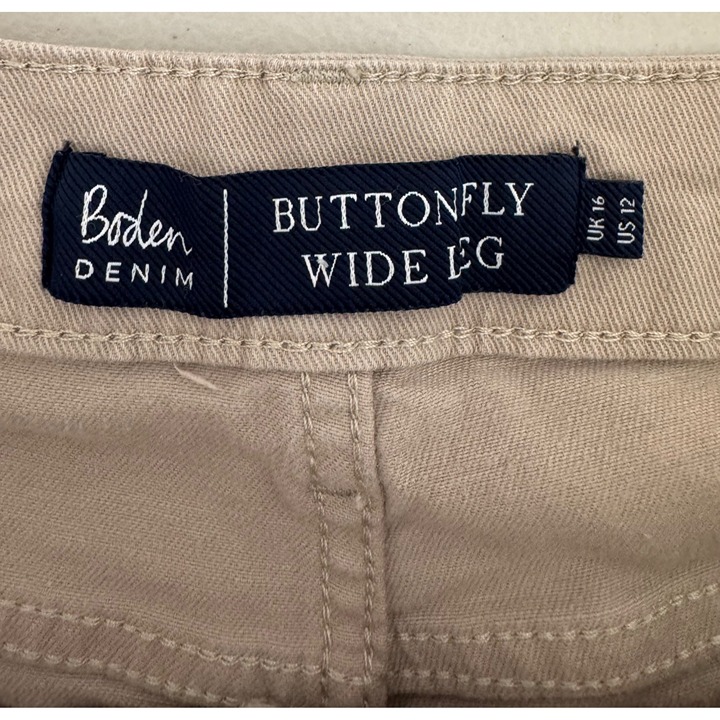 Boden
DENIM
BUTTONFLY
WIDE LEG
UK 16
US 12